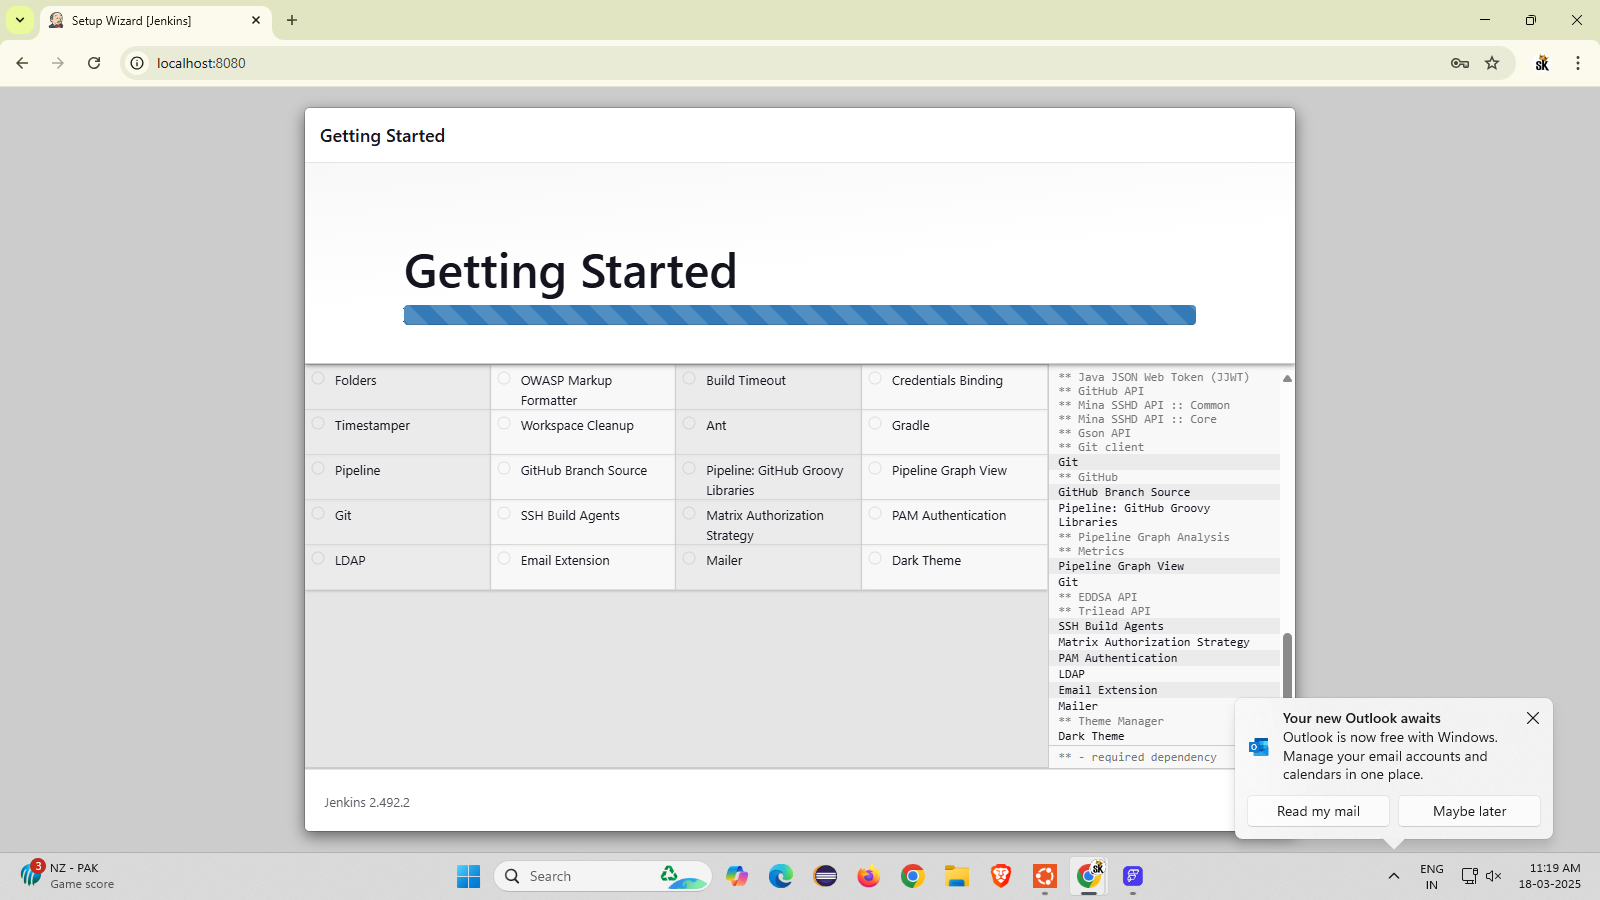 Setup Wizard [Jenkins]
localhost:8080
SK
Getting Started
Getting Started
Folders
OWASP Markup
Formatter
Build Timeout
Credentials Binding
Timestamper
Workspace Cleanup
Ant
Gradle
Pipeline
GitHub Branch Source
Pipeline: GitHub Groovy
Libraries
Pipeline Graph View
Git
SSH Build Agents
Matrix Authorization
Strategy
PAM Authentication
LDAP
Email Extension
Mailer
Dark Theme
** Java JSON Web Token (JJWT)
** GitHub API
** Mina SSHD API :: Common
** Mina SSHD API :: Core
** Gson API
** Git client
Git
** GitHub
GitHub Branch Source
Pipeline: GitHub Groovy
Libraries
** Pipeline Graph Analysis
** Metrics
Pipeline Graph View
Git
** EDDSA API
** Trilead API
SSH Build Agents
Matrix Authorization Strategy
PAM Authentication
LDAP
Email Extension
Mailer
** Theme Manager
Dark Theme
** - required dependency
Jenkins 2.492.2
Your new Outlook awaits
Outlook is now free with Windows.
Manage your email accounts and
calendars in one place.
Read my mail
Maybe later
3
NZ - PAK
Game score
Search
SK
ENG
IN
11:19 AM
18-03-2025